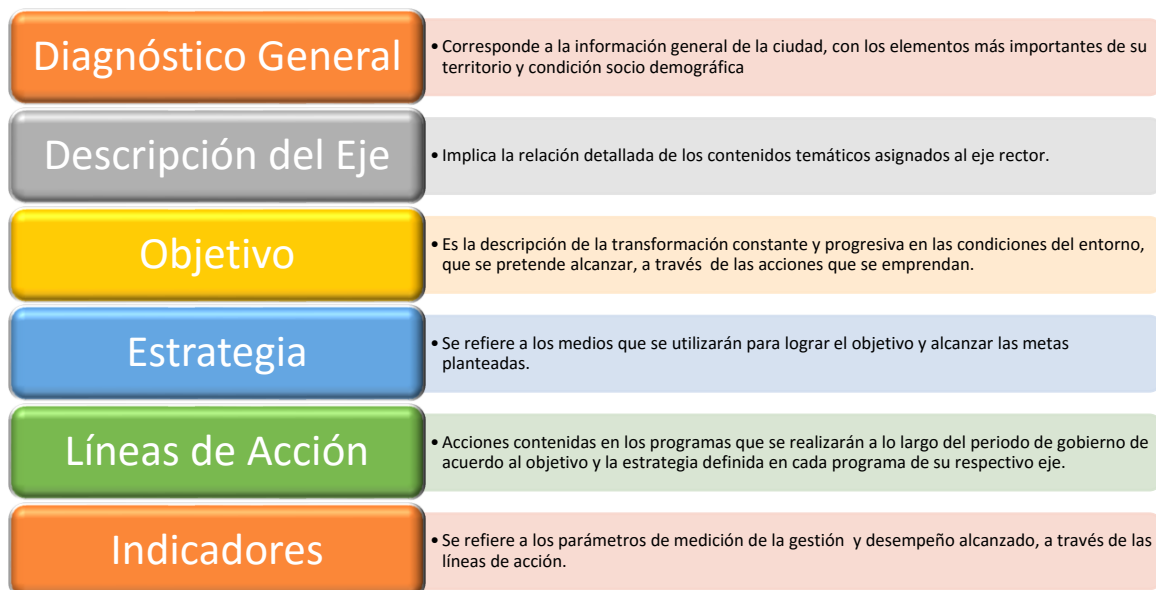 Diagnóstico General
• Corresponde a la información general de la ciudad, con los elementos más importantes de su
territorio y condición socio demográfica
Descripción del Eje
• Implica la relación detallada de los contenidos temáticos asignados al eje rector.
Objetivo
• Es la descripción de la transformación constante y progresiva en las condiciones del entorno,
que se pretende alcanzar, a través de las acciones que se emprendan.
Estrategia
• Se refiere a los medios que se utilizarán para lograr el objetivo y alcanzar las metas
planteadas.
Líneas de Acción
• Acciones contenidas en los programas que se realizarán a lo largo del periodo de gobierno de
acuerdo al objetivo y la estrategia definida en cada programa de su respectivo eje.
Indicadores
• Se refiere a los parámetros de medición de la gestión y desempeño alcanzado, a través de las
líneas de acción.